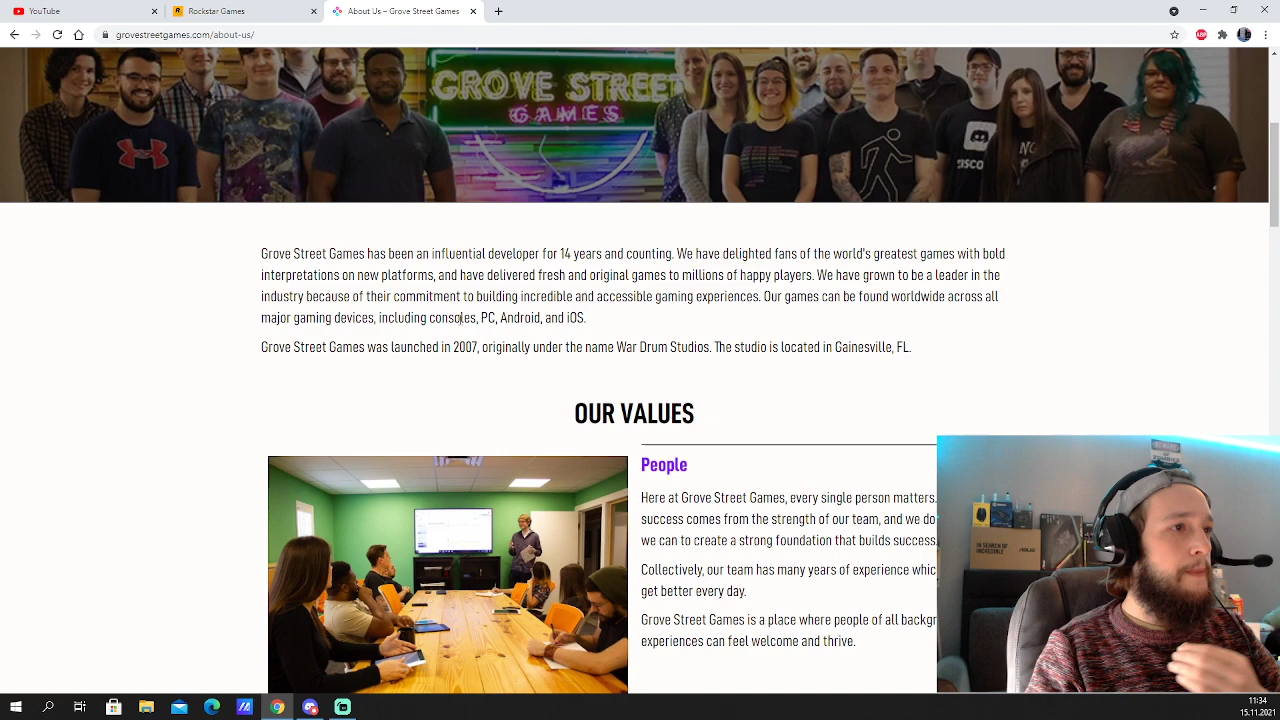 YouTube
Rockstar Games
About Us – Grove Street Games
grovestreetgames.com/about-us/
GROVE STREET
GAMES
Grove Street Games has been an influential developer for 14 years and counting. We have delighted fans of the world's greatest games with bold
interpretations on new platforms, and have delivered fresh and original games to millions of happy players. We have grown to be a leader in the
industry because of their commitment to building incredible and accessible gaming experiences. Our games can be found worldwide across all
major gaming devices, including consoles, PC, Android, and iOS.
Grove Street Games was launched in 2007, originally under the name War Drum Studios. The studio is located in Gainesville, FL.
OUR VALUES
People
Here at Grove Street Games, every single person matters.
success comes from the strength of our team, and we do
we can to create a strong foundation that builds success.
Collectively, our team has many years of experience whic
get better every day.
Grove Street Games is a place where people of all backgr
experiences can feel welcome and thrive.
IN SEARCH OF
INCREDIBLE
ASUS
11:34
15.11.2021